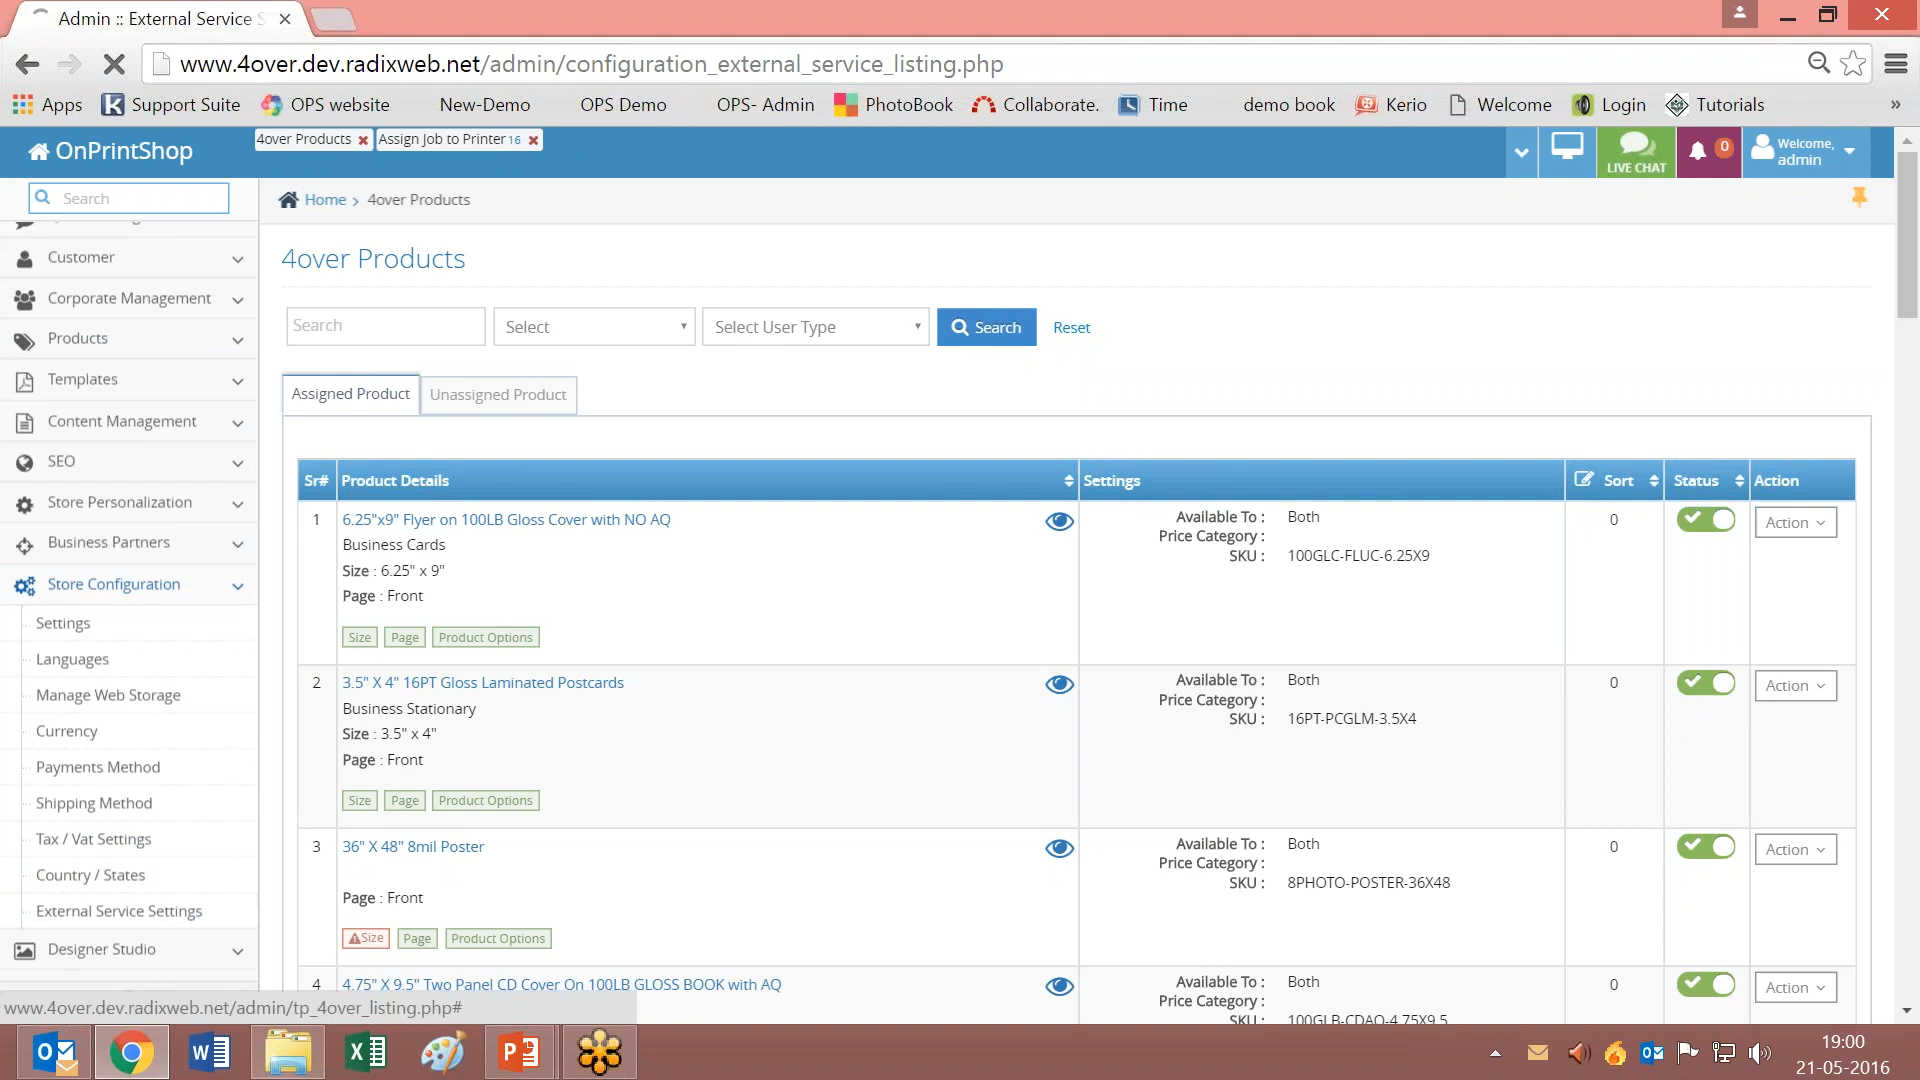 Admin :: External Service S
www.4over.dev.radixweb.net/admin/configuration_external_service_listing.php
Apps Support Suite OPS website New-Demo OPS Demo OPS- Admin PhotoBook Collaborate. Time demo book Kerio Welcome Login Tutorials »
OnPrintShop
4over Products Assign Job to Printer 16
LIVE CHAT
0
Welcome,
admin
Search
Home > 4over Products
Customer
Corporate Management
Products
Templates
Content Management
SEO
Store Personalization
Business Partners
Store Configuration
Settings
Languages
Manage Web Storage
Currency
Payments Method
Shipping Method
Tax / Vat Settings
Country / States
External Service Settings
Designer Studio
4over Products
Search Select Select User Type Search Reset
Assigned Product Unassigned Product
Sr# Product Details Settings Sort Status Action
1 6.25"x9" Flyer on 100LB Gloss Cover with NO AQ
Business Cards
Size : 6.25" x 9"
Page : Front
Size Page Product Options
Available To : Both
Price Category :
SKU : 100GLC-FLUC-6.25X9
0 Action
2 3.5" X 4" 16PT Gloss Laminated Postcards
Business Stationary
Size : 3.5" x 4"
Page : Front
Size Page Product Options
Available To : Both
Price Category :
SKU : 16PT-PCGLM-3.5X4
0 Action
3 36" X 48" 8mil Poster
Page : Front
Size Page Product Options
Available To : Both
Price Category :
SKU : 8PHOTO-POSTER-36X48
0 Action
4 4.75" X 9.5" Two Panel CD Cover On 100LB GLOSS BOOK with AQ
Available To : Both
Price Category :
SKU : 100GLB-CDAQ-4.75X9.5
0 Action
www.4over.dev.radixweb.net/admin/tp_4over_listing.php#
19:00
21-05-2016